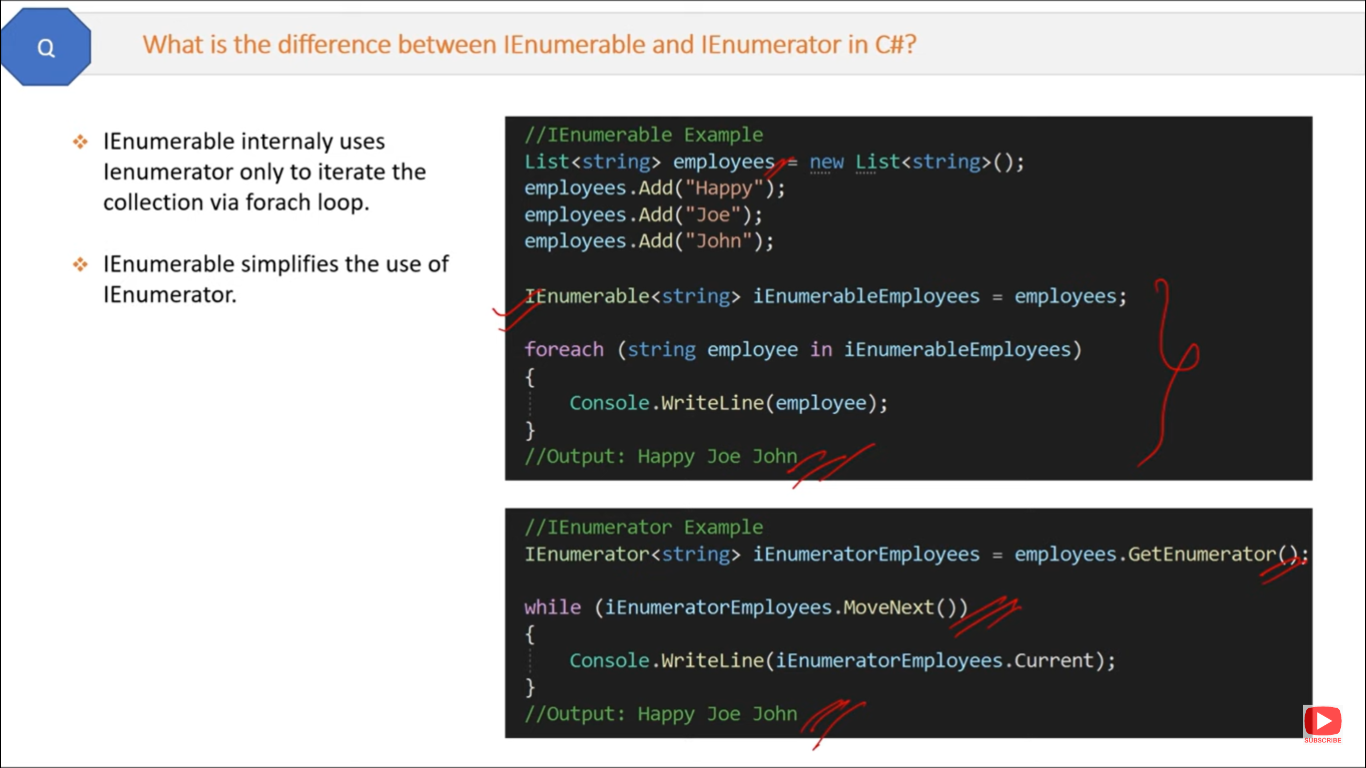 Q
What is the difference between IEnumerable and IEnumerator in C#?
IEnumerable internaly uses
Ienumerator only to iterate the
collection via forach loop.
IEnumerable simplifies the use of
IEnumerator.
//IEnumerable Example
List<string> employees = new List<string>();
employees.Add("Happy");
employees.Add("Joe");
employees.Add("John");
IEnumerable<string> iEnumerableEmployees = employees;
foreach (string employee in iEnumerableEmployees)
{
Console.WriteLine(employee);
}
//Output: Happy Joe John
//IEnumerator Example
IEnumerator<string> iEnumeratorEmployees = employees.GetEnumerator();
while (iEnumeratorEmployees.MoveNext())
{
Console.WriteLine(iEnumeratorEmployees.Current);
}
//Output: Happy Joe John
SUBSCRIBE